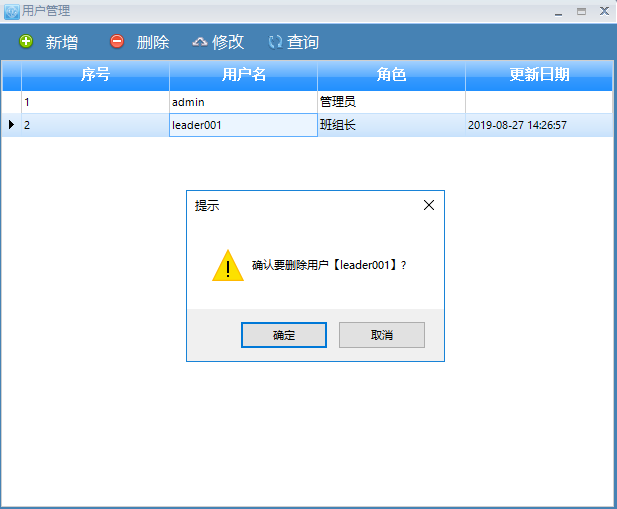 用户管理
新增 删除 修改 查询
序号 用户名 角色 更新日期
1 admin 管理员
2 leader001 班组长 2019-08-27 14:26:57
提示
确认要删除用户【leader001】?
确定 取消